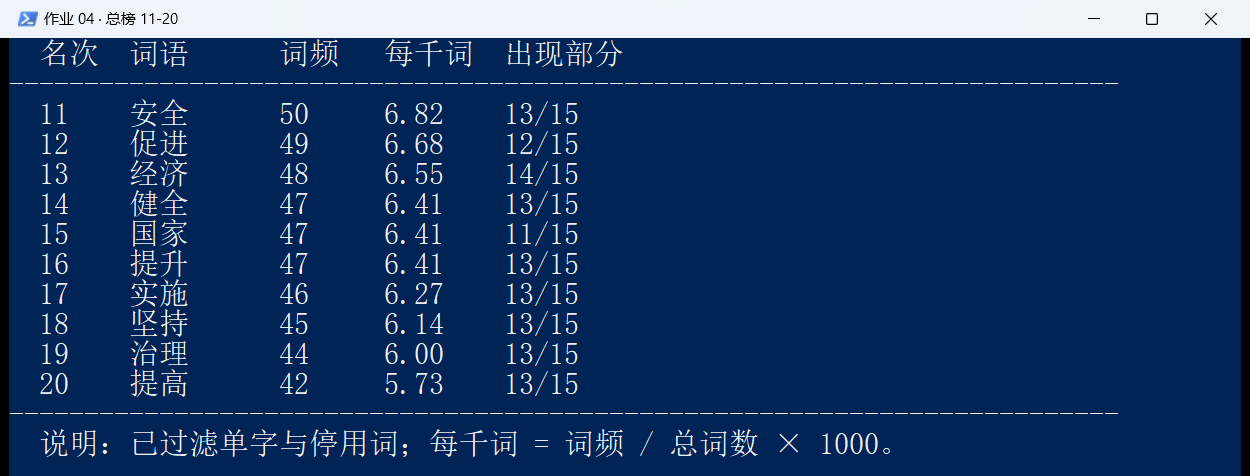 作业 04 · 总榜 11-20
名次 词语 词频 每千词 出现部分
11 安全 50 6.82 13/15
12 促进 49 6.68 12/15
13 经济 48 6.55 14/15
14 健全 47 6.41 13/15
15 国家 47 6.41 11/15
16 提升 47 6.41 13/15
17 实施 46 6.27 13/15
18 坚持 45 6.14 13/15
19 治理 44 6.00 13/15
20 提高 42 5.73 13/15
说明：已过滤单字与停用词；每千词 = 词频 / 总词数 × 1000。